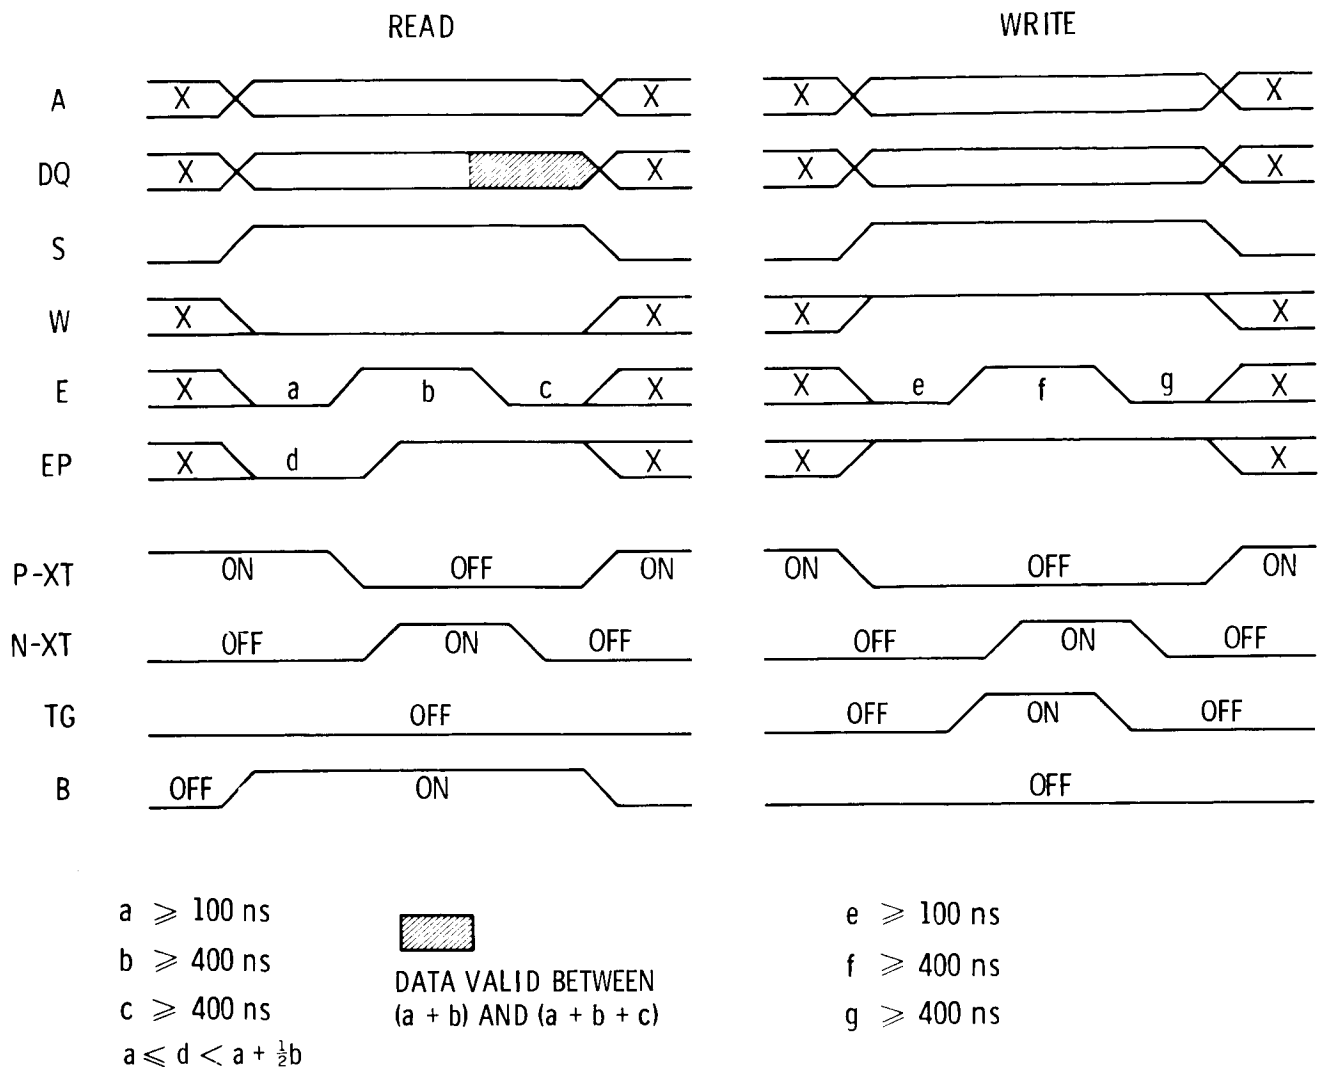 READ WRITE
A X X X X
DQ X X X X
S
W X X X X
E X a b c X X e f g X
EP X d X X X
P-XT ON OFF ON ON OFF ON
N-XT OFF ON OFF OFF ON OFF
TG OFF OFF ON OFF
B OFF ON OFF
a ⩾ 100 ns
b ⩾ 400 ns
c ⩾ 400 ns
a ⩽ d < a + ½b
DATA VALID BETWEEN
(a + b) AND (a + b + c)
e ⩾ 100 ns
f ⩾ 400 ns
g ⩾ 400 ns